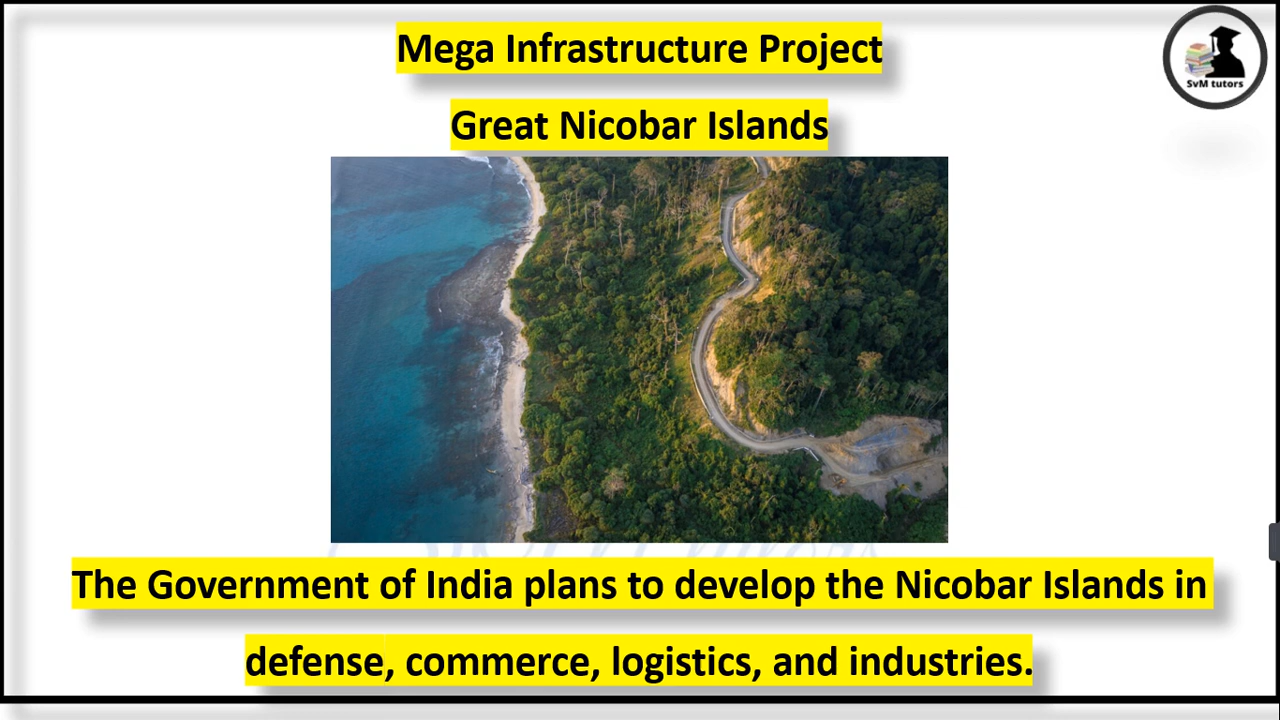 Mega Infrastructure Project
SvM tutors
Great Nicobar Islands
The Government of India plans to develop the Nicobar Islands in
defense, commerce, logistics, and industries.